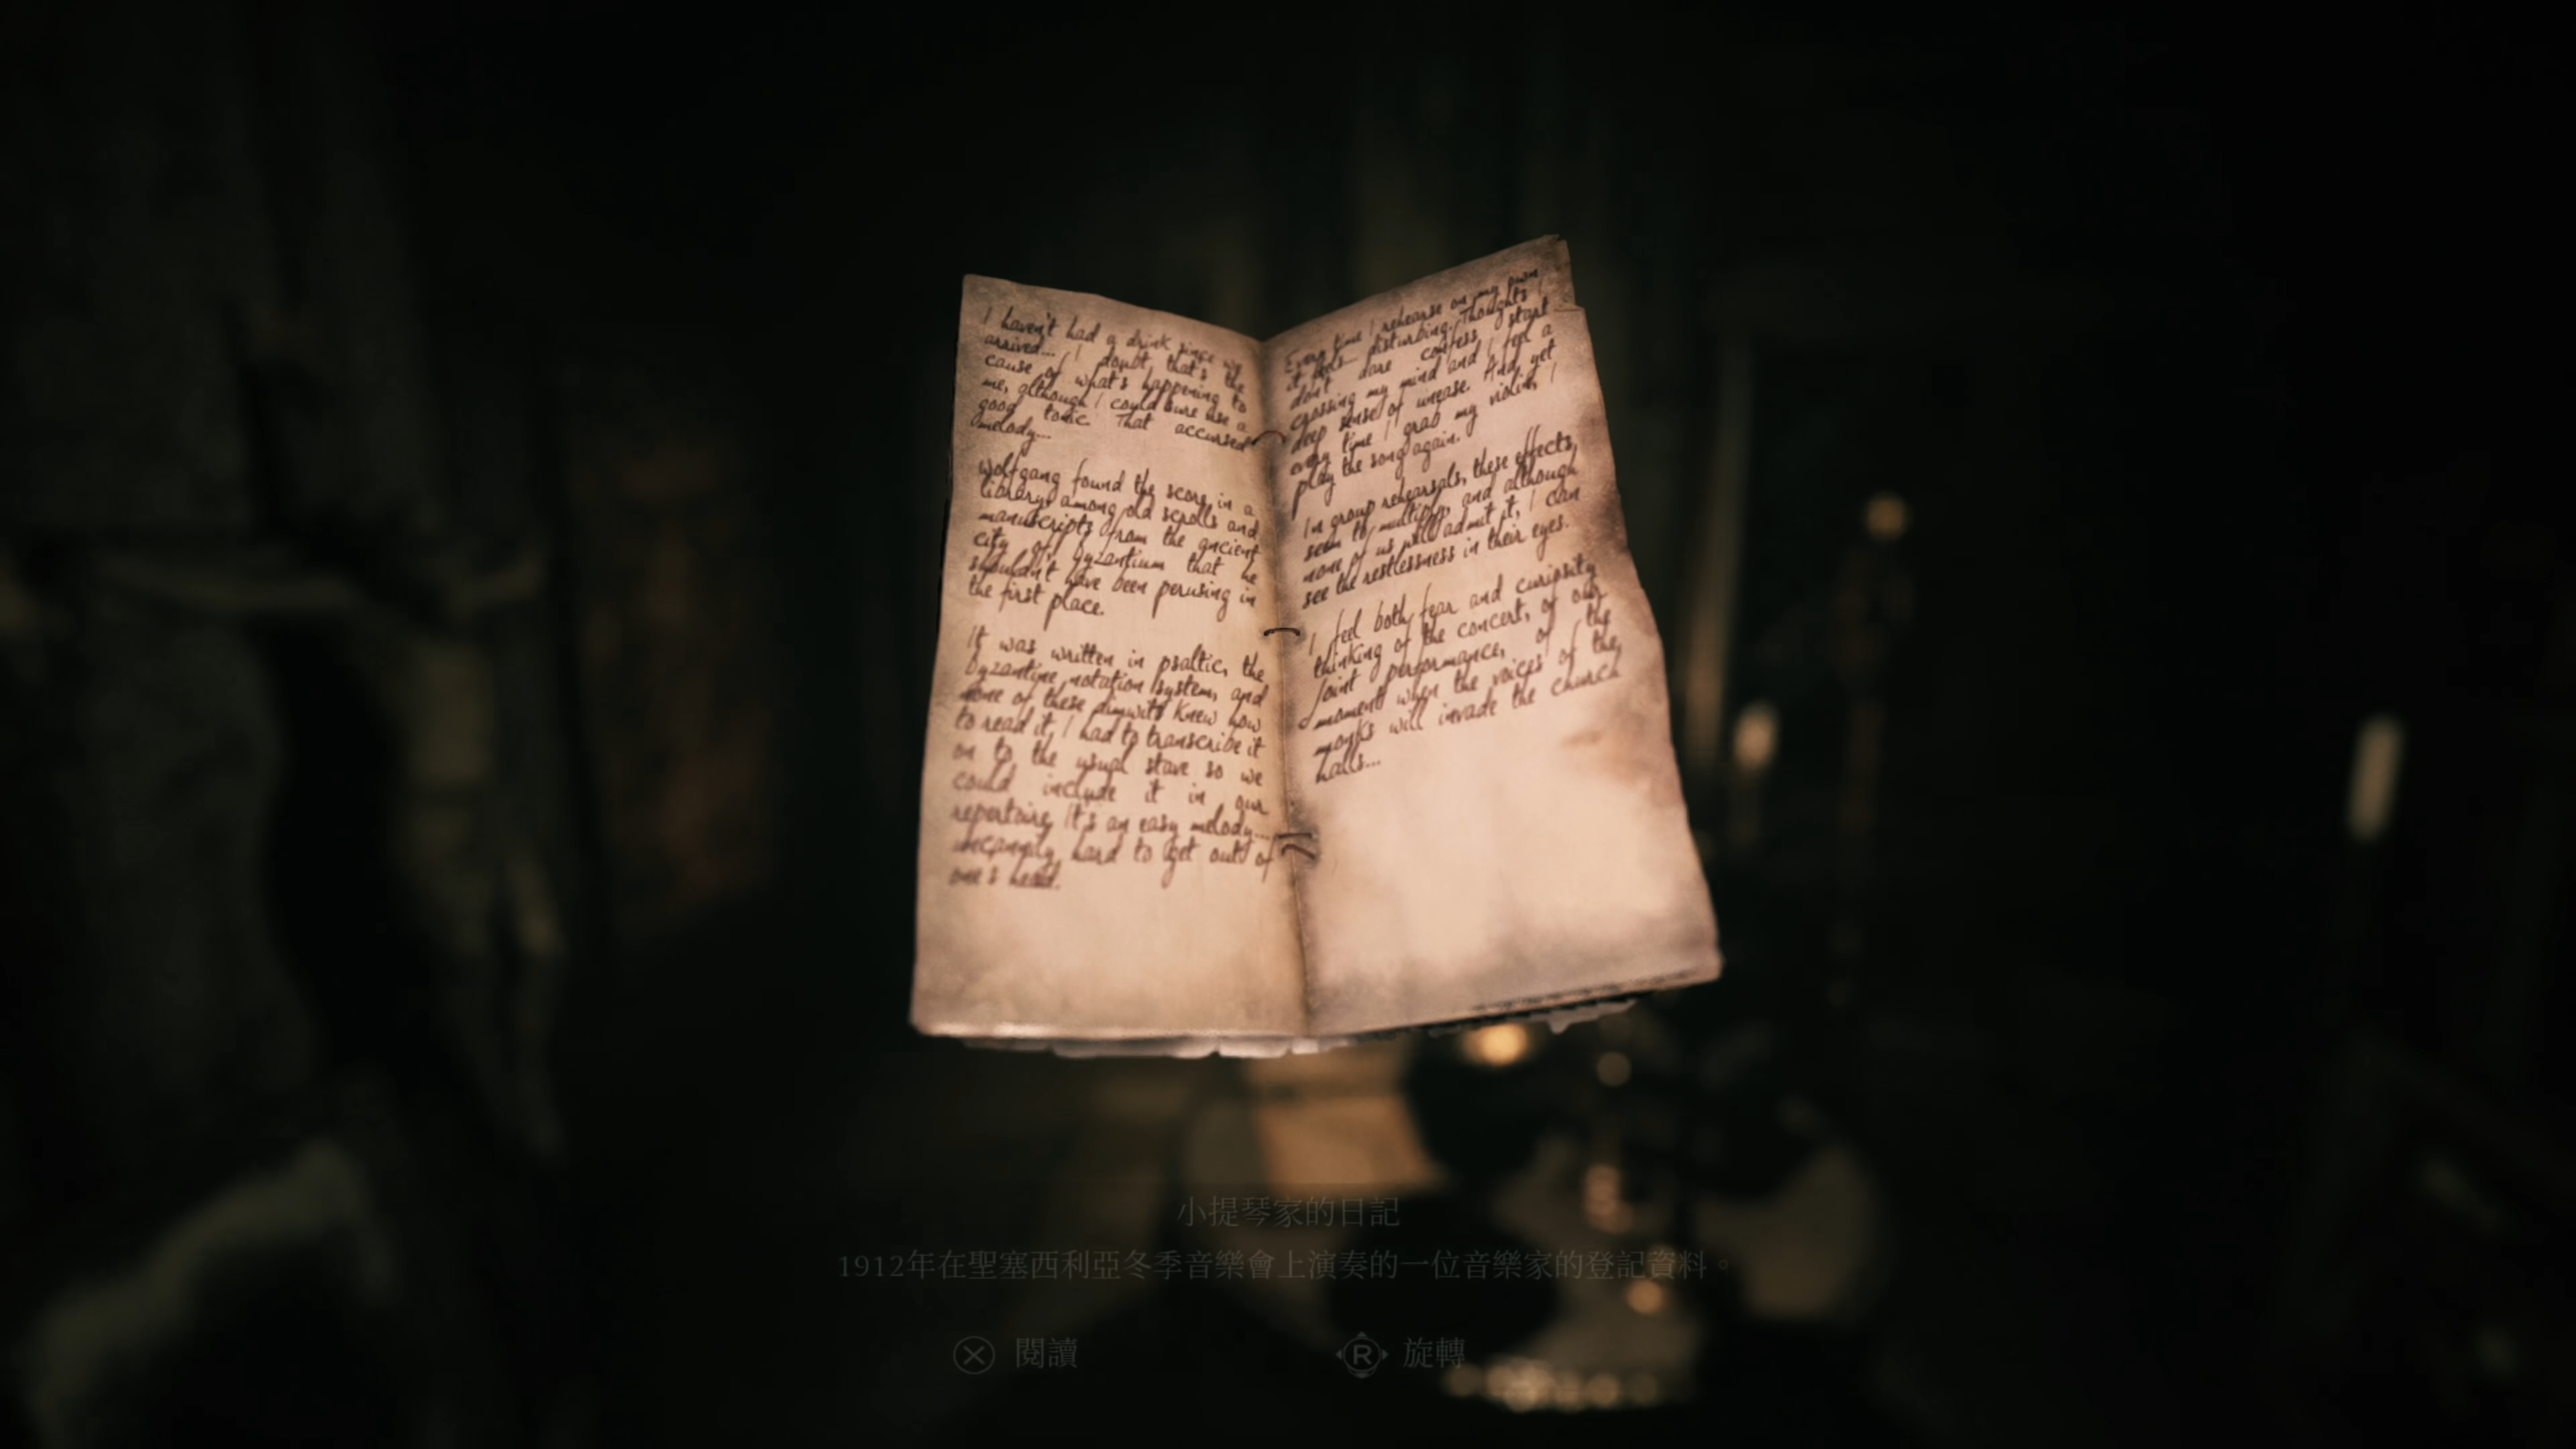 I haven't had a drink since we
arrived... I doubt that's the
cause of what's happening to
me, although I could sure use a
good tonic. That accursed
melody...
Wolfgang found the score in a
library, among old scrolls and
manuscripts from the ancient
city of Byzantium that he
shouldn't have been perusing in
the first place.
It was written in psaltic, the
Byzantine notation system, and
none of these dimwits knew how
to read it, I had to transcribe it
on to the usual stave so we
could include it in our
repertoire. It's an easy melody...
uncannily hard to get out of
one's head.
Every time I rehearse on my own
it feels... disturbing. Thoughts I
don't dare confess start
crossing my mind and I feel a
deep sense of unease. And yet
every time I grab my violin, I
play the song again.
In group rehearsals, these effects
seem to multiply, and although
none of us will admit it, I can
see the restlessness in their eyes.
I feel both fear and curiosity
thinking of the concert, of our
joint performance, of the
moment when the voices of the
monks will invade the church
halls...
小提琴家的日記
1912年在聖塞西利亞冬季音樂會上演奏的一位音樂家的登記資料。
閱讀
R 旋轉